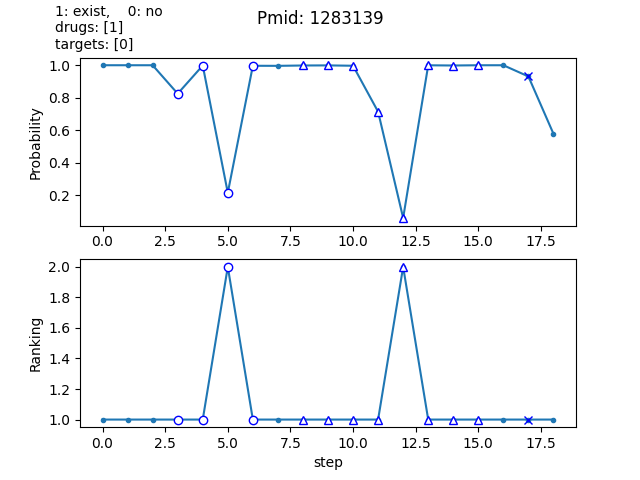 1: exist,    0: no
drugs: [1]
targets: [0]
Pmid: 1283139
1.0
0.8
0.6
0.4
0.2
Probability
0.0 2.5 5.0 7.5 10.0 12.5 15.0 17.5
2.0
1.8
1.6
1.4
1.2
1.0
Ranking
0.0 2.5 5.0 7.5 10.0 12.5 15.0 17.5
step